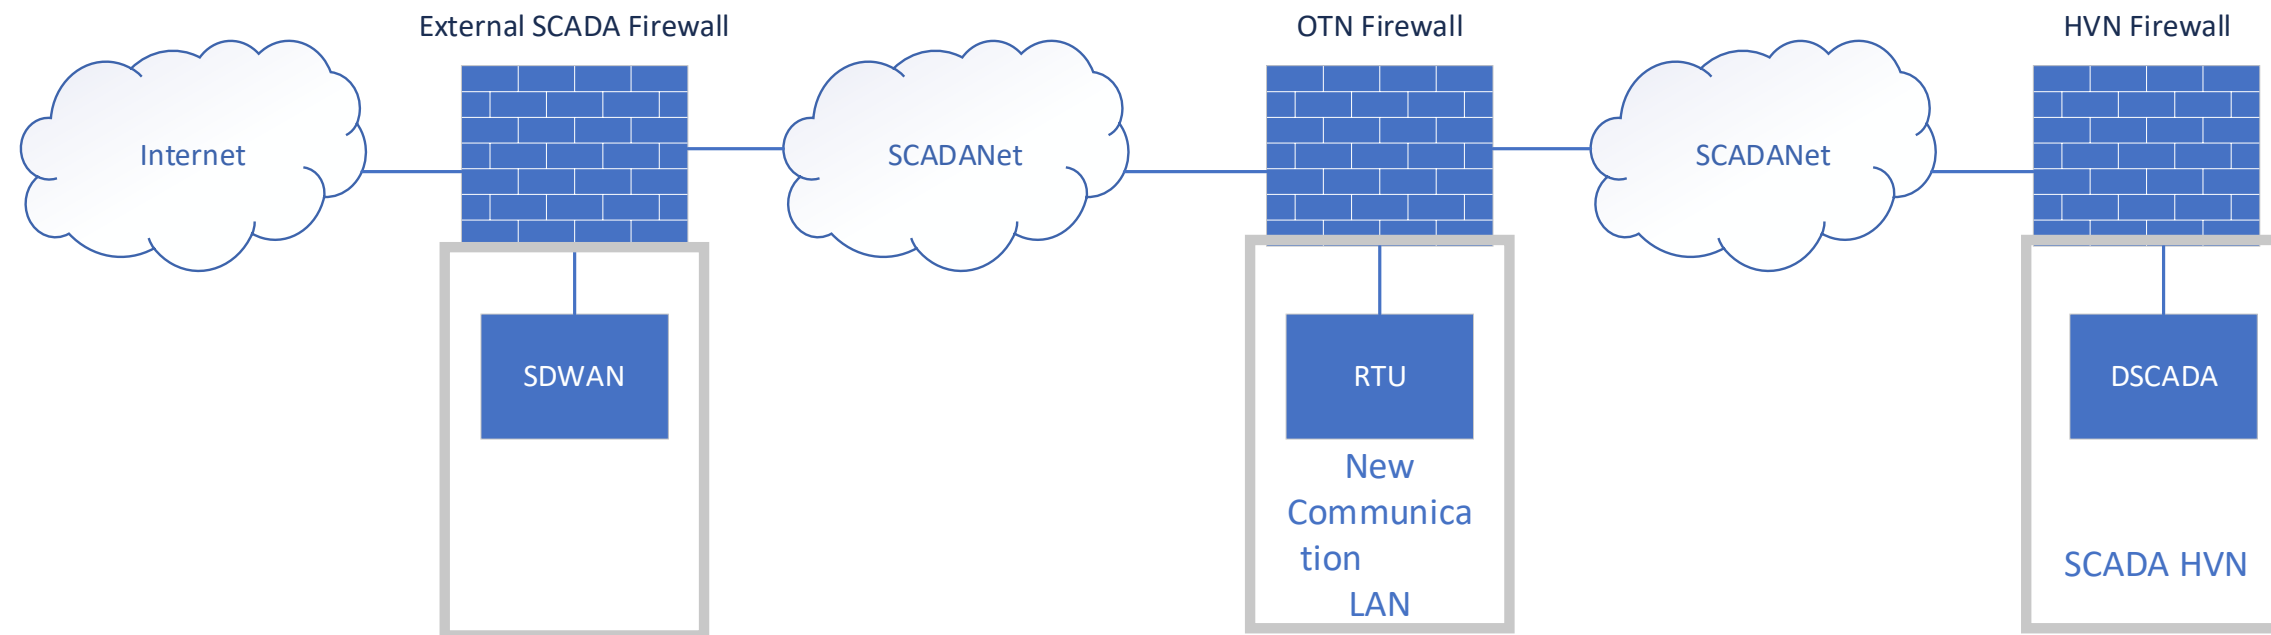 External SCADA Firewall
OTN Firewall
HVN Firewall
Internet
SCADANet
SCADANet
SDWAN
RTU
DSCADA
New
Communica
tion
LAN
SCADA HVN